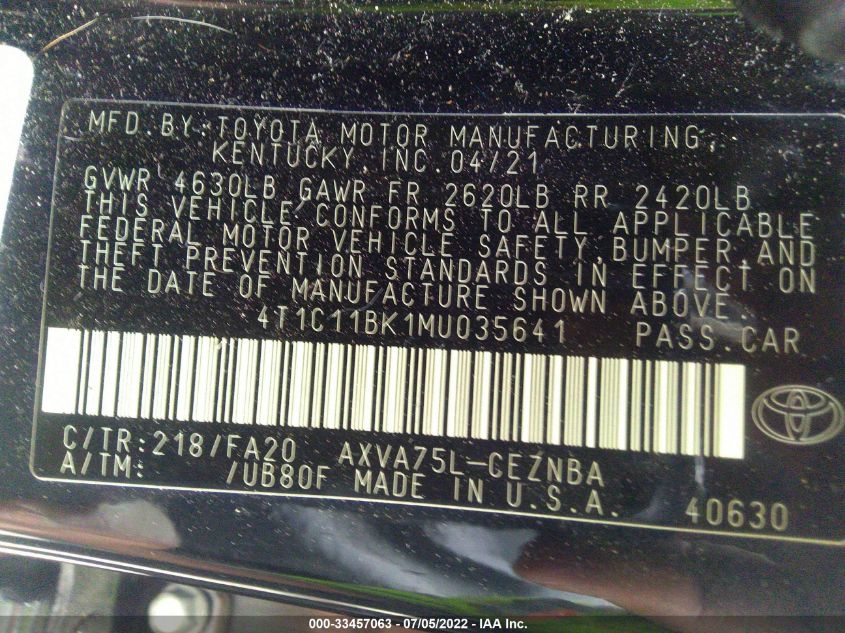 MFD. BY: TOYOTA MOTOR MANUFACTURING,
KENTUCKY, INC. 04/21
GVWR 4630LB GAWR FR 2620LB RR 2420LB
THIS VEHICLE CONFORMS TO ALL APPLICABLE
FEDERAL MOTOR VEHICLE SAFETY, BUMPER, AND
THEFT PREVENTION STANDARDS IN EFFECT ON
THE DATE OF MANUFACTURE SHOWN ABOVE.
4T1C11BK1MU035641 PASS. CAR
C/TR: 218/FA20 AXVA75L-CEZNBA
A/TM: /UB80F MADE IN U.S.A. 40630
000-33457063 - 07/05/2022 - IAA Inc.